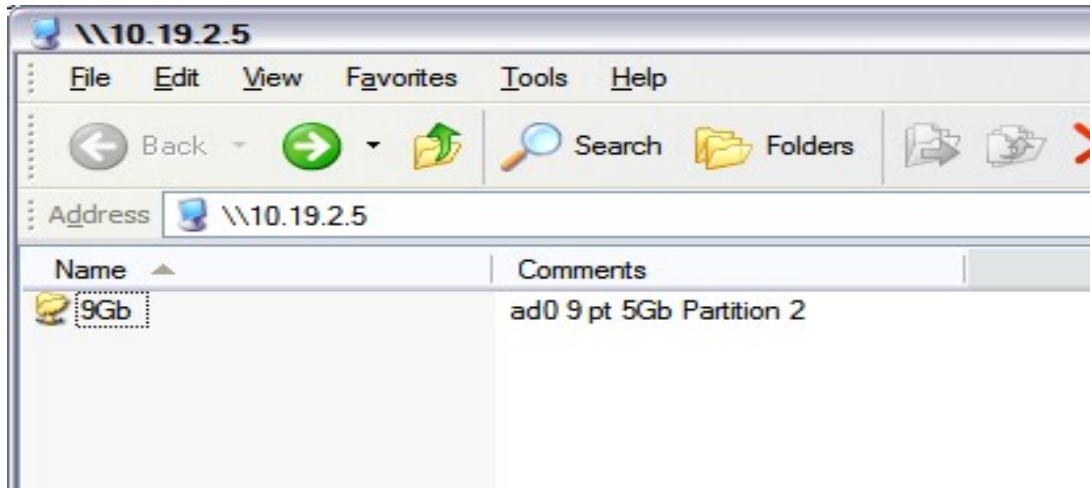 \\10.19.2.5
File Edit View Favorites Tools Help
Back Search Folders
Address \\10.19.2.5
Name Comments
9Gb ad0 9 pt 5Gb Partition 2